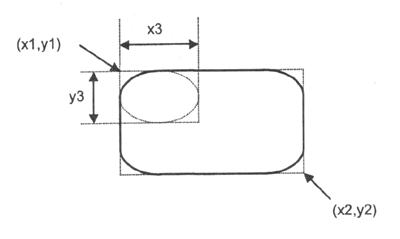 x3
(x1,y1)
y3
(x2,y2)